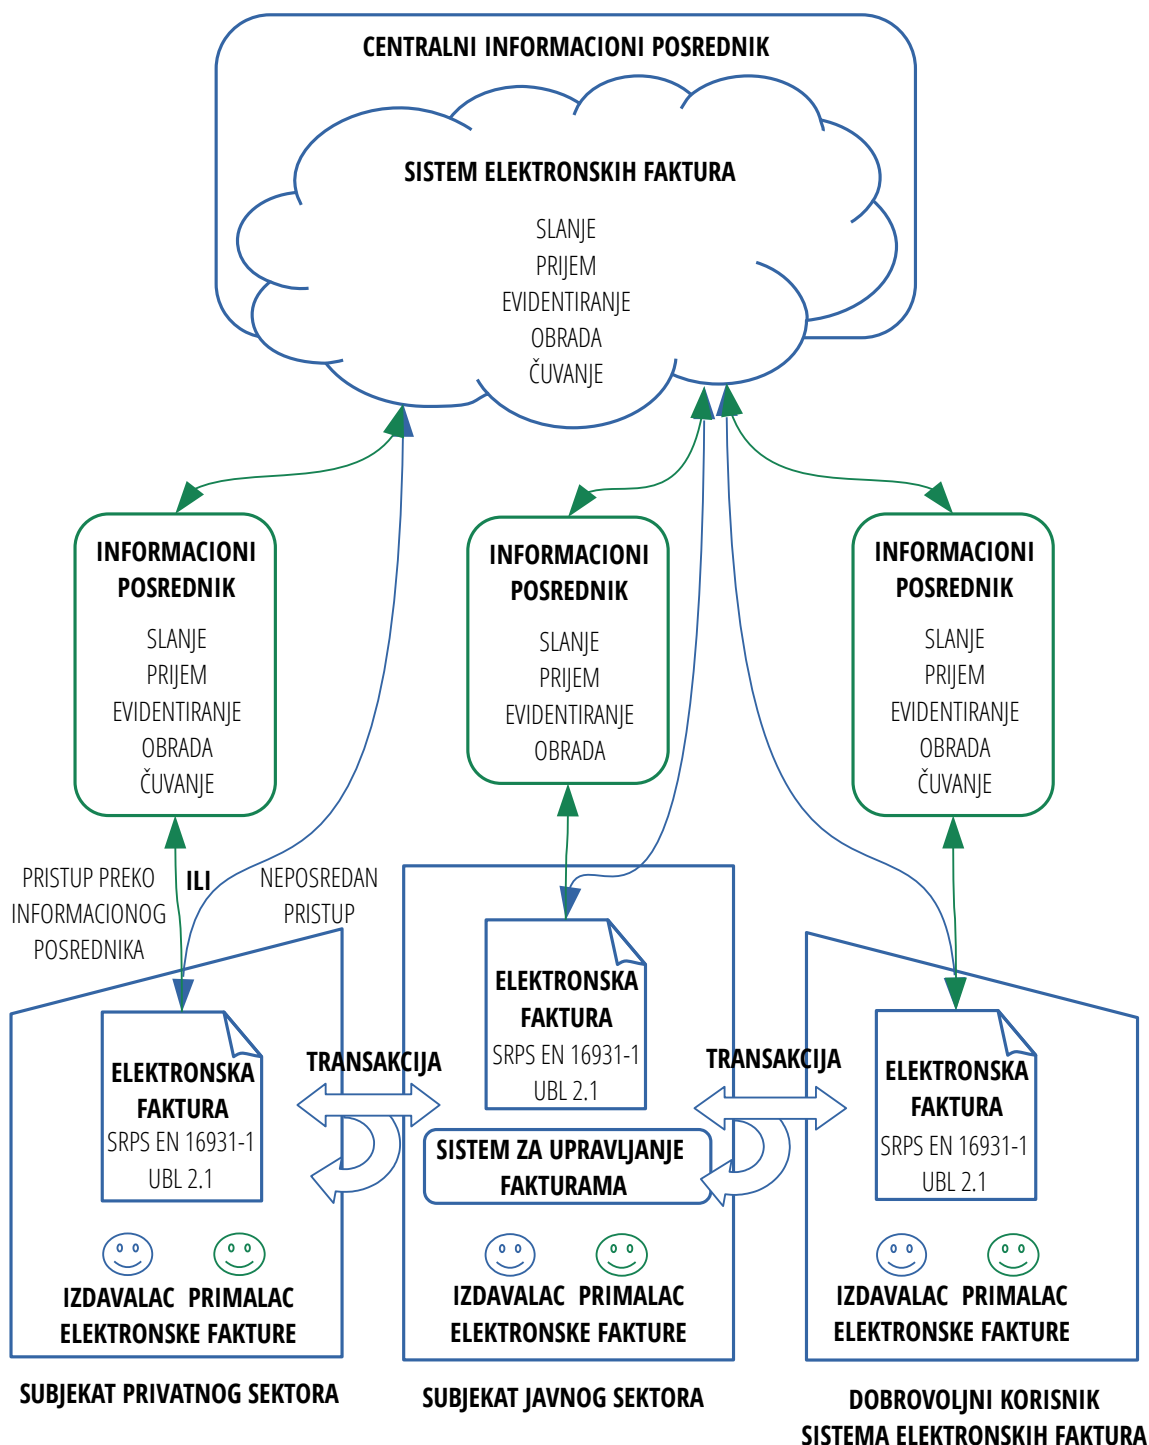 CENTRALNI INFORMACIONI POSREDNIK
SISTEM ELEKTRONSKIH FAKTURA
SLANJE
PRIJEM
EVIDENTIRANJE
OBRADA
ČUVANJE
INFORMACIONI
POSREDNIK
SLANJE
PRIJEM
EVIDENTIRANJE
OBRADA
ČUVANJE
INFORMACIONI
POSREDNIK
SLANJE
PRIJEM
EVIDENTIRANJE
OBRADA
INFORMACIONI
POSREDNIK
SLANJE
PRIJEM
EVIDENTIRANJE
OBRADA
ČUVANJE
PRISTUP PREKO
INFORMACIONOG
POSREDNIKA
ILI
NEPOSREDAN
PRISTUP
ELEKTRONSKA
FAKTURA
SRPS EN 16931-1
UBL 2.1
TRANSAKCIJA
ELEKTRONSKA
FAKTURA
SRPS EN 16931-1
UBL 2.1
SISTEM ZA UPRAVLJANJE
FAKTURAMA
TRANSAKCIJA
ELEKTRONSKA
FAKTURA
SRPS EN 16931-1
UBL 2.1
IZDAVALAC PRIMALAC
ELEKTRONSKE FAKTURE
IZDAVALAC PRIMALAC
ELEKTRONSKE FAKTURE
IZDAVALAC PRIMALAC
ELEKTRONSKE FAKTURE
SUBJEKAT PRIVATNOG SEKTORA
SUBJEKAT JAVNOG SEKTORA
DOBROVOLJNI KORISNIK
SISTEMA ELEKTRONSKIH FAKTURA